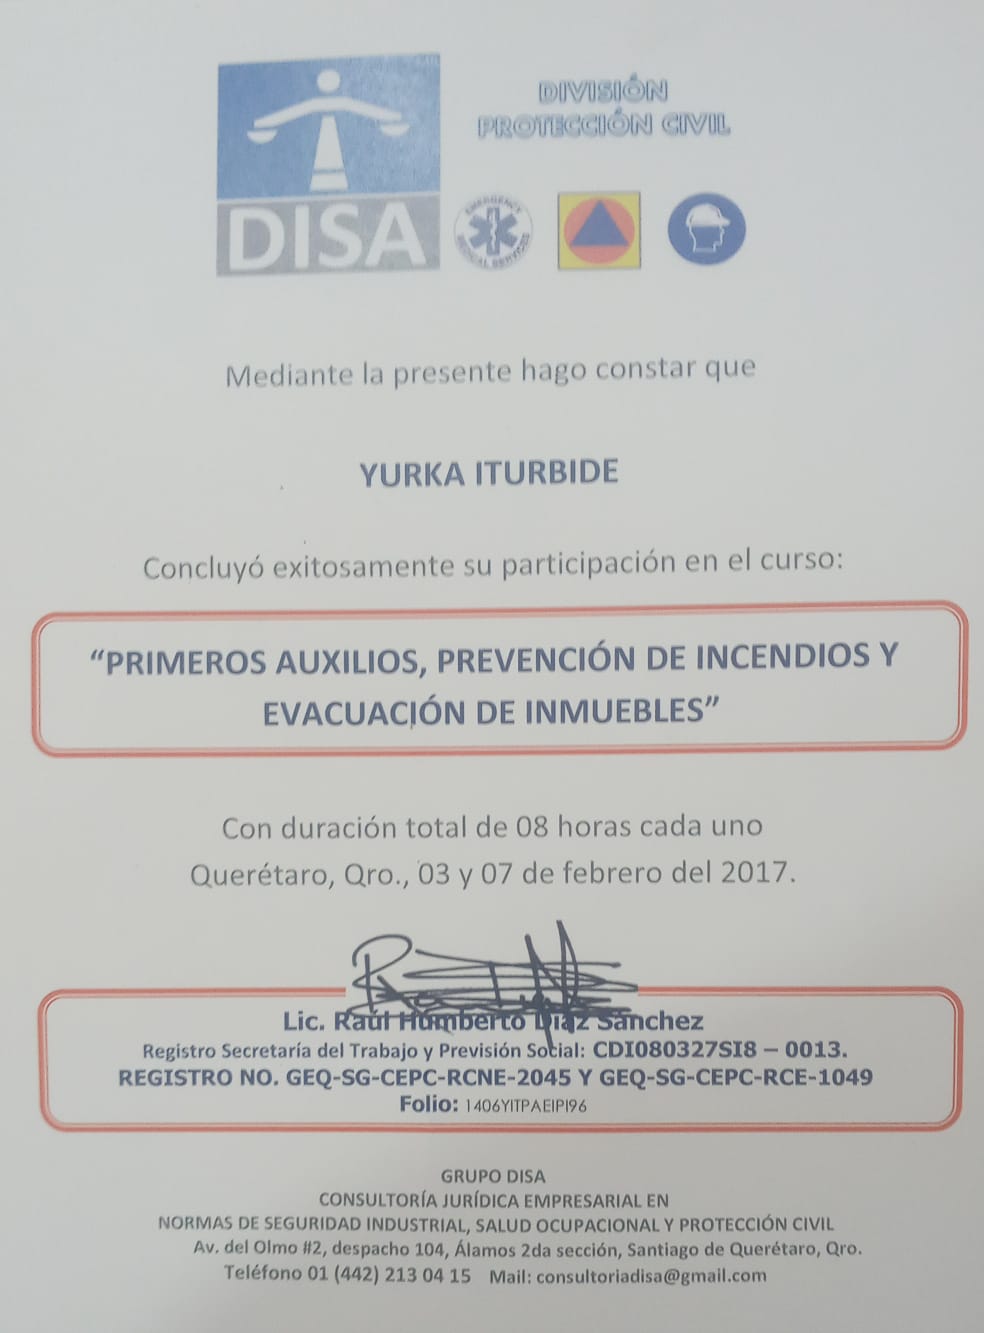 DIVISIÓN
PROTECCIÓN CIVIL
DISA
EMERGENCY
MEDICAL SERVICES
Mediante la presente hago constar que
YURKA ITURBIDE
Concluyó exitosamente su participación en el curso:
“PRIMEROS AUXILIOS, PREVENCIÓN DE INCENDIOS Y
EVACUACIÓN DE INMUEBLES”
Con duración total de 08 horas cada uno
Querétaro, Qro., 03 y 07 de febrero del 2017.
Lic. Raúl Humberto Díaz Sánchez
Registro Secretaría del Trabajo y Previsión Social: CDI080327SI8 – 0013.
REGISTRO NO. GEQ-SG-CEPC-RCNE-2045 Y GEQ-SG-CEPC-RCE-1049
Folio: 1406YITPAEIPI96
GRUPO DISA
CONSULTORÍA JURÍDICA EMPRESARIAL EN
NORMAS DE SEGURIDAD INDUSTRIAL, SALUD OCUPACIONAL Y PROTECCIÓN CIVIL
Av. del Olmo #2, despacho 104, Álamos 2da sección, Santiago de Querétaro, Qro.
Teléfono 01 (442) 213 04 15 Mail: consultoriadisa@gmail.com